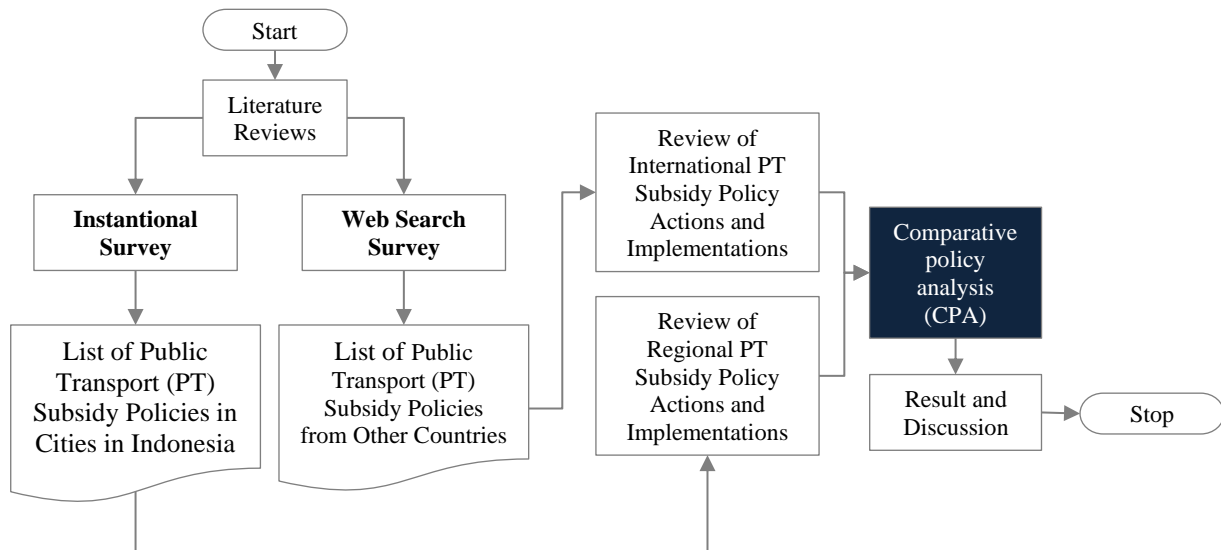 Start
Literature
Reviews
Instantional
Survey
Web Search
Survey
List of Public
Transport (PT)
Subsidy Policies in
Cities in Indonesia
List of Public
Transport (PT)
Subsidy Policies
from Other Countries
Review of
International PT
Subsidy Policy
Actions and
Implementations
Review of
Regional PT
Subsidy Policy
Actions and
Implementations
Comparative
policy
analysis
(CPA)
Result and
Discussion
Stop